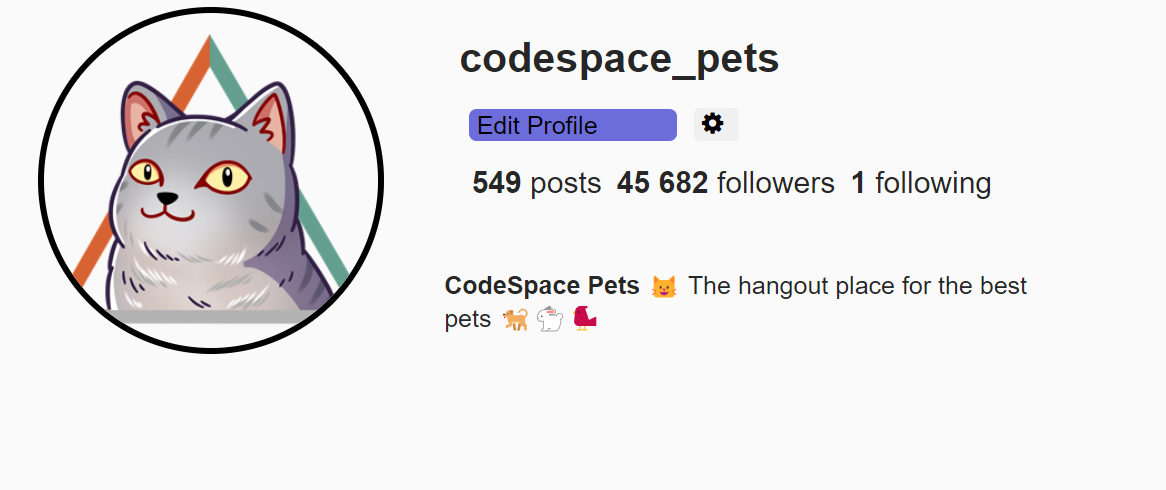 codespace_pets
Edit Profile
549 posts 45 682 followers 1 following
CodeSpace Pets 😺 The hangout place for the best
pets 🐈 🐇 🐦